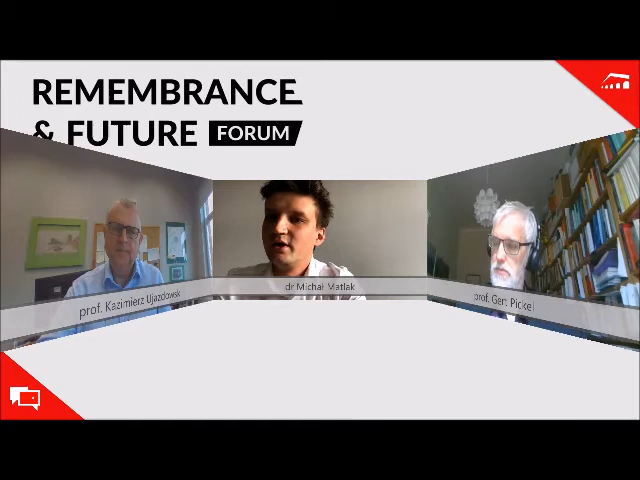 REMEMBRANCE
& FUTURE FORUM
prof. Kazimierz Ujazdowski
dr Michał Matlak
prof. Gert Pickel